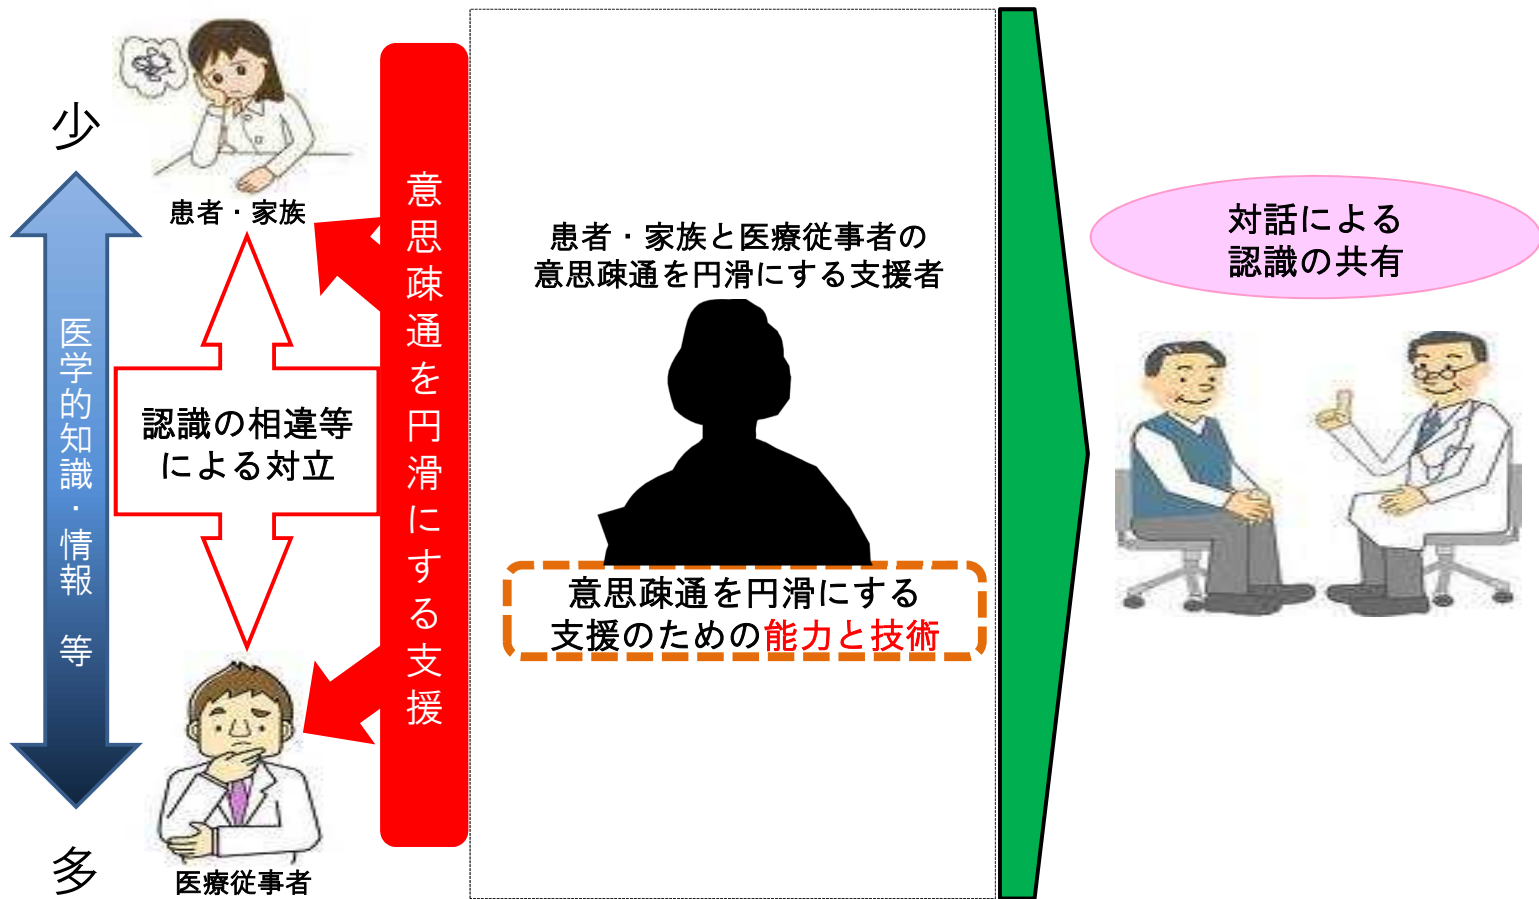 少
患者・家族
医学的知識・情報　等
認識の相違等
による対立
多
医療従事者
意思疎通を円滑にする支援
患者・家族と医療従事者の
意思疎通を円滑にする支援者
意思疎通を円滑にする
支援のための能力と技術
対話による
認識の共有